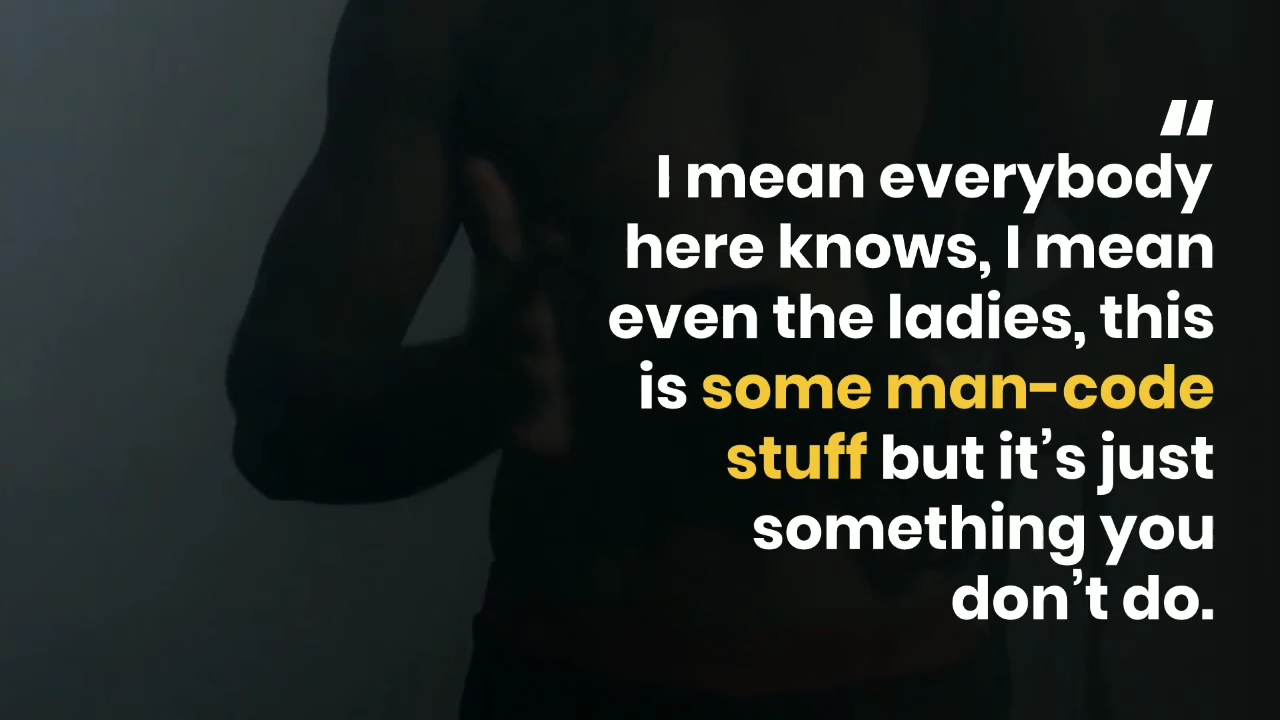 "
I mean everybody
here knows, I mean
even the ladies, this
is some man-code
stuff but it’s just
something you
don’t do.